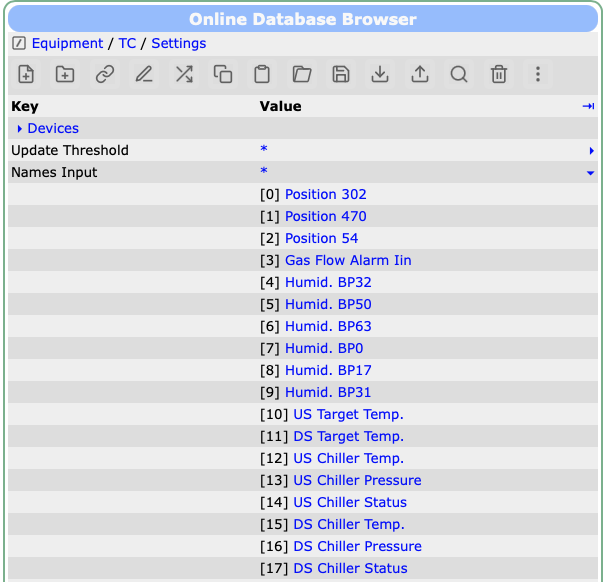 Online Database Browser
Equipment / TC / Settings
Key Value
Devices
Update Threshold *
Names Input *
[0] Position 302
[1] Position 470
[2] Position 54
[3] Gas Flow Alarm Iin
[4] Humid. BP32
[5] Humid. BP50
[6] Humid. BP63
[7] Humid. BP0
[8] Humid. BP17
[9] Humid. BP31
[10] US Target Temp.
[11] DS Target Temp.
[12] US Chiller Temp.
[13] US Chiller Pressure
[14] US Chiller Status
[15] DS Chiller Temp.
[16] DS Chiller Pressure
[17] DS Chiller Status